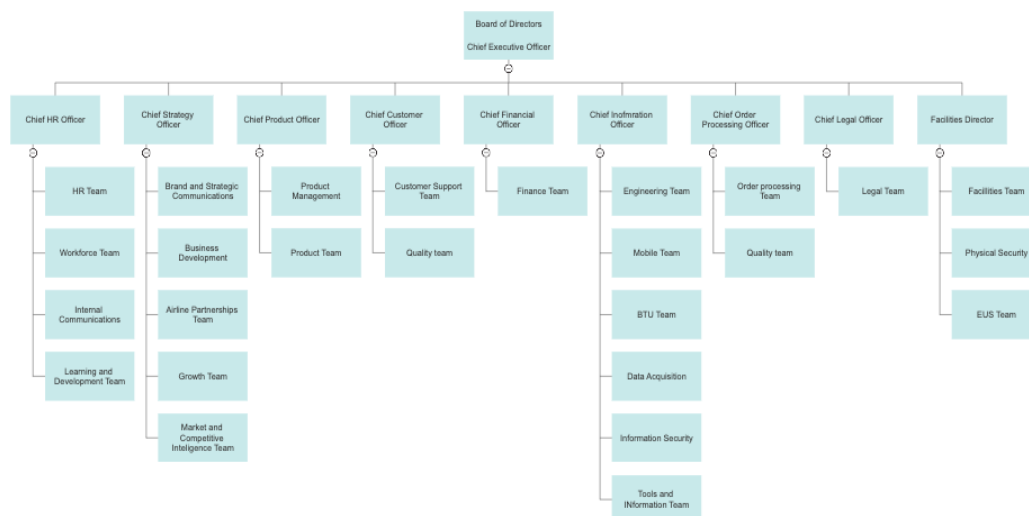 Board of Directors
Chief Executive Officer
Chief HR Officer
Chief Strategy
Officer
Chief Product Officer
Chief Customer
Officer
Chief Financial
Officer
Chief Inofmration
Officer
Chief Order
Processing Officer
Chief Legal Officer
Facilities Director
HR Team
Brand and Strategic
Communications
Product
Management
Customer Support
Team
Finance Team
Engineering Team
Order processing
Team
Legal Team
Facillities Team
Workforce Team
Business
Development
Product Team
Quality team
Mobile Team
Quality team
Physical Security
Internal
Communications
Airline Partnerships
Team
BTU Team
EUS Team
Learning and
Development Team
Growth Team
Data Acquisition
Market and
Competitive
Inteligence Team
Information Security
Tools and
INformation Team